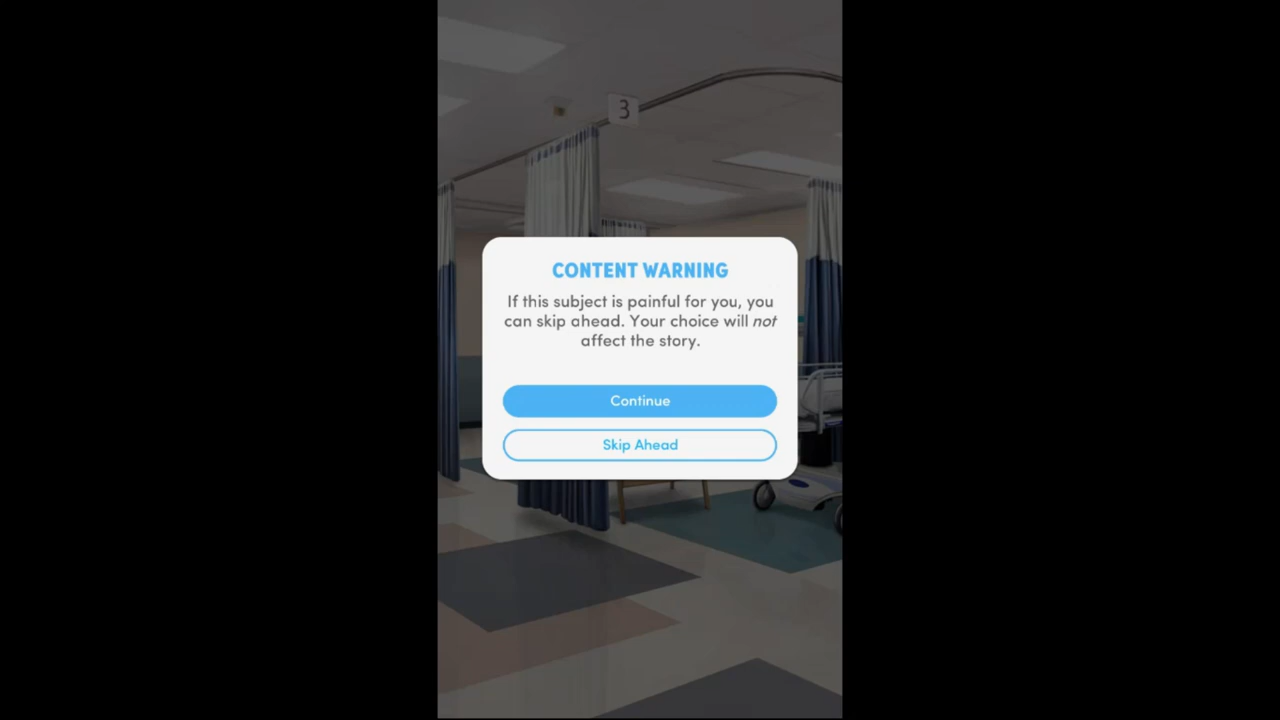 3
CONTENT WARNING
If this subject is painful for you, you
can skip ahead. Your choice will not
affect the story.
Continue
Skip Ahead